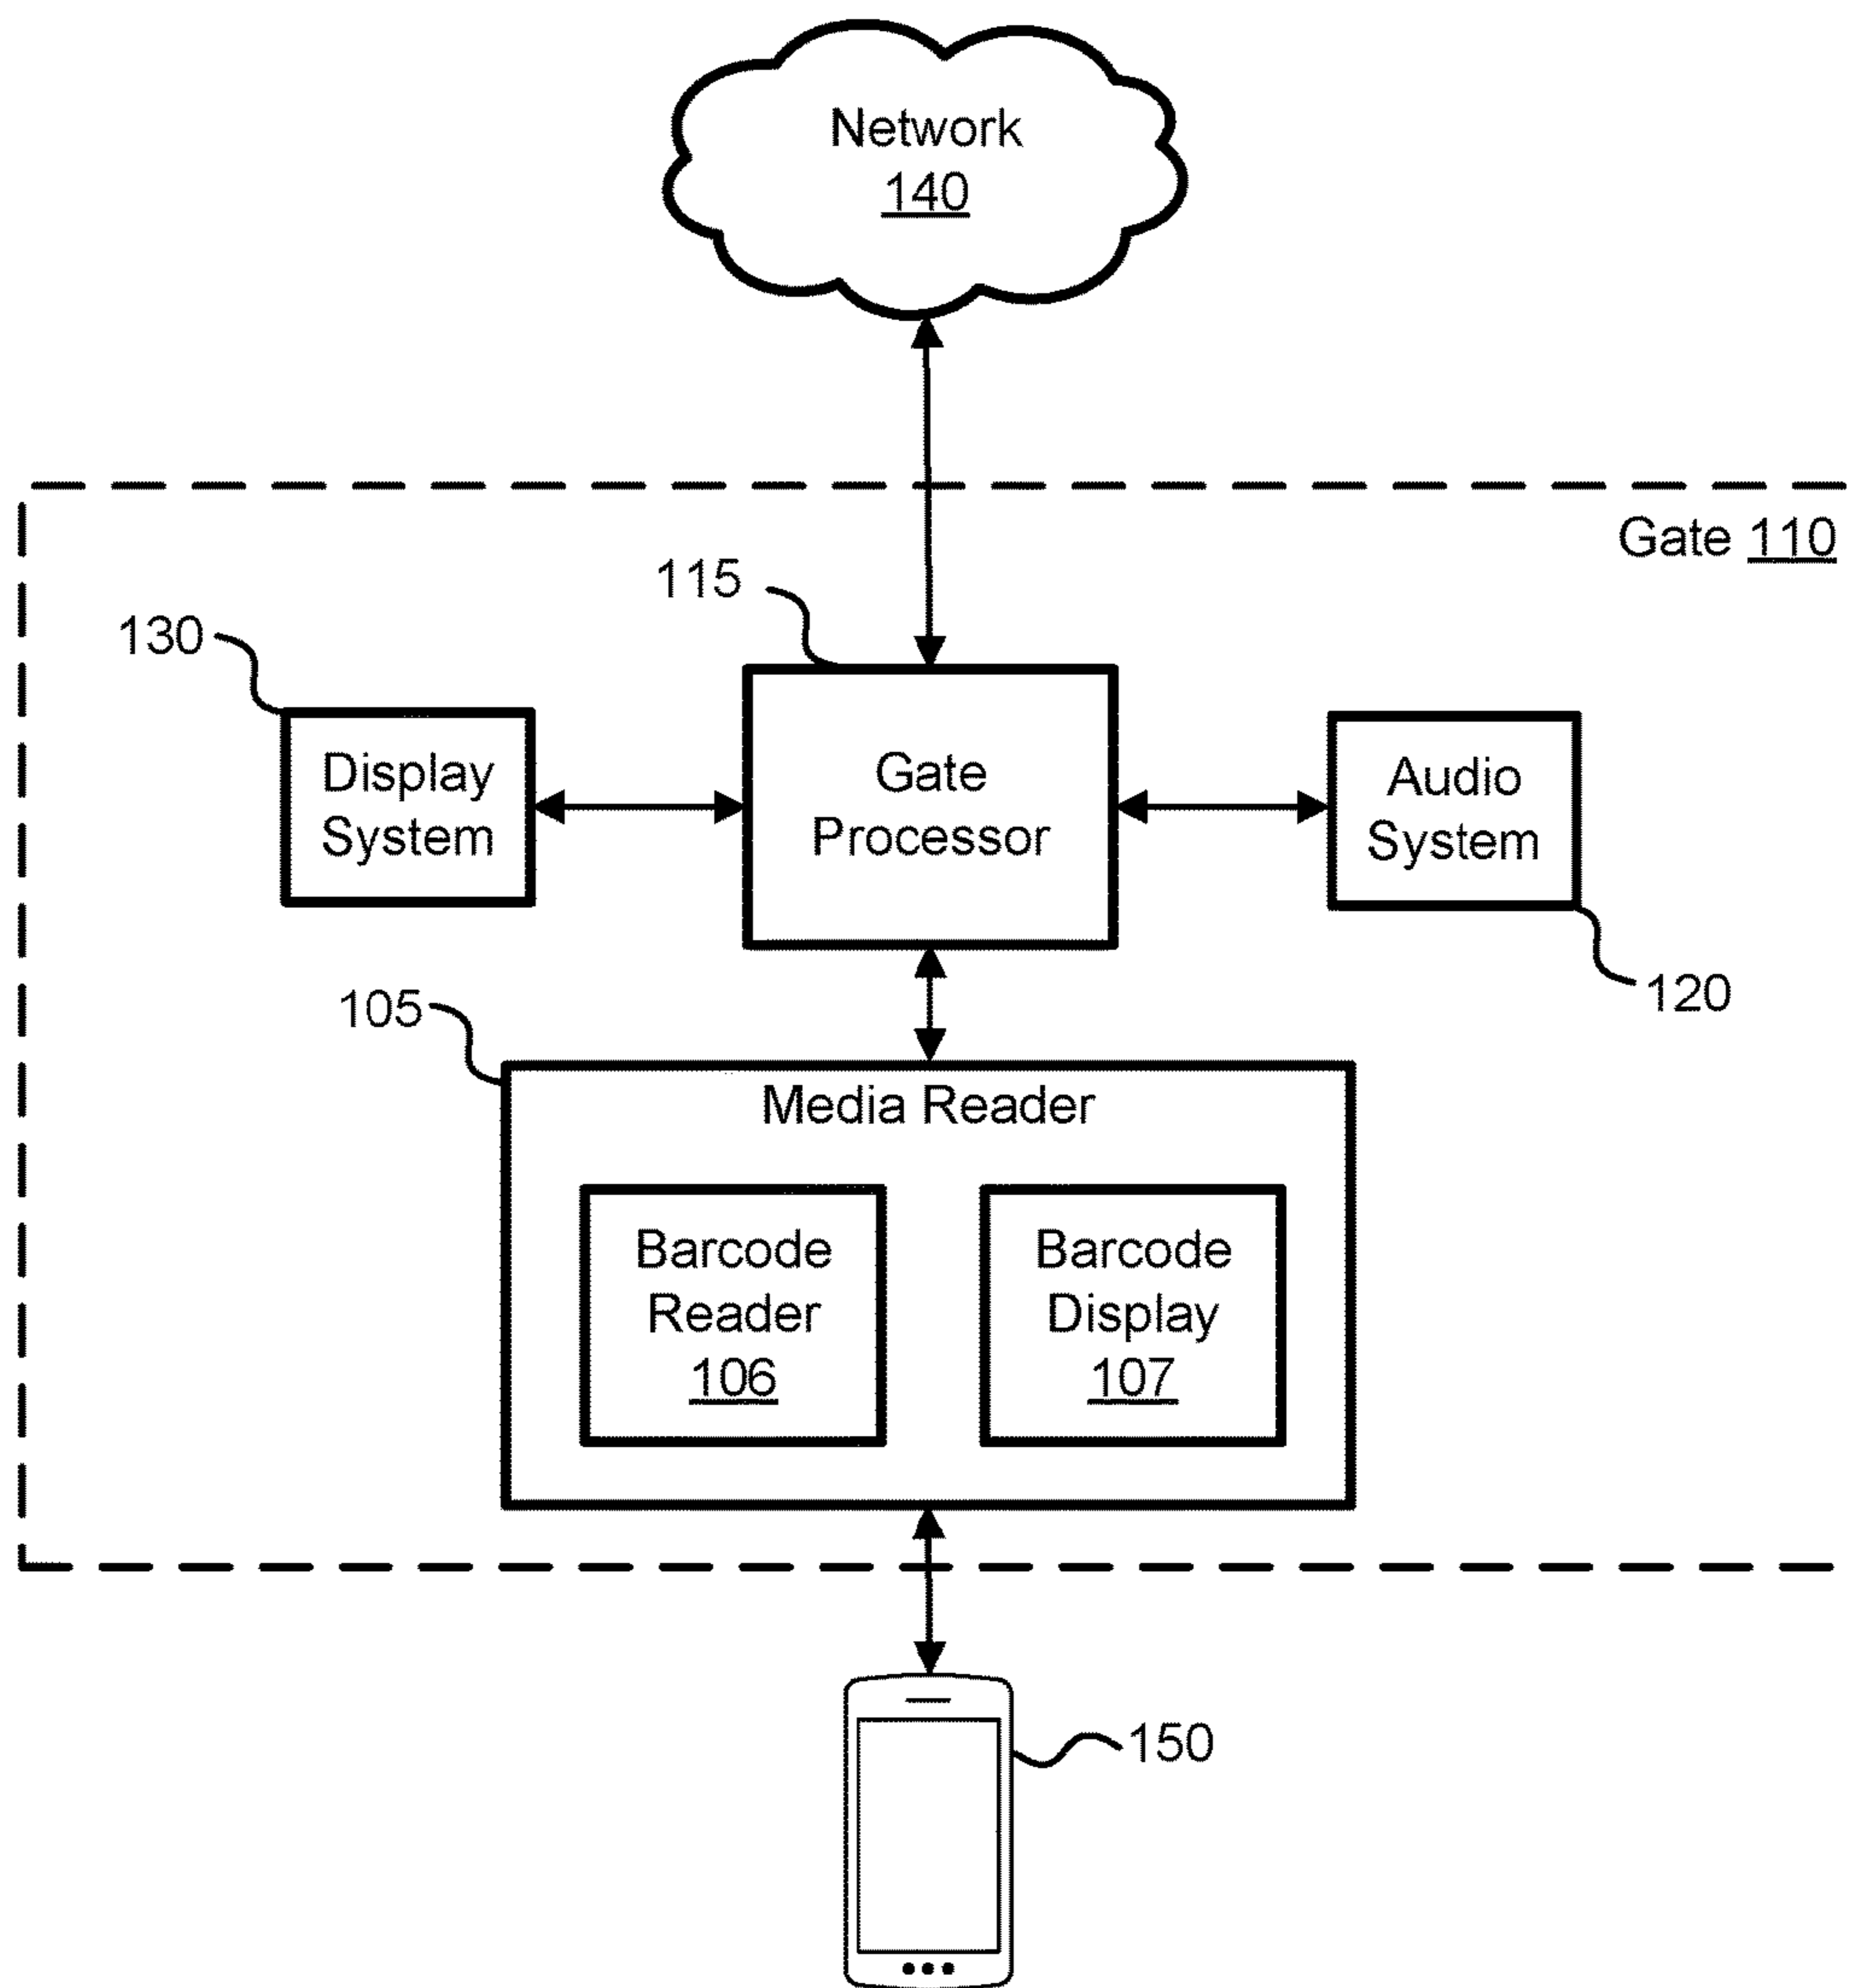 Network
140
Gate 110
115
130
Display
System
Gate
Processor
Audio
System
120
105
Media Reader
Barcode
Reader
106
Barcode
Display
107
150